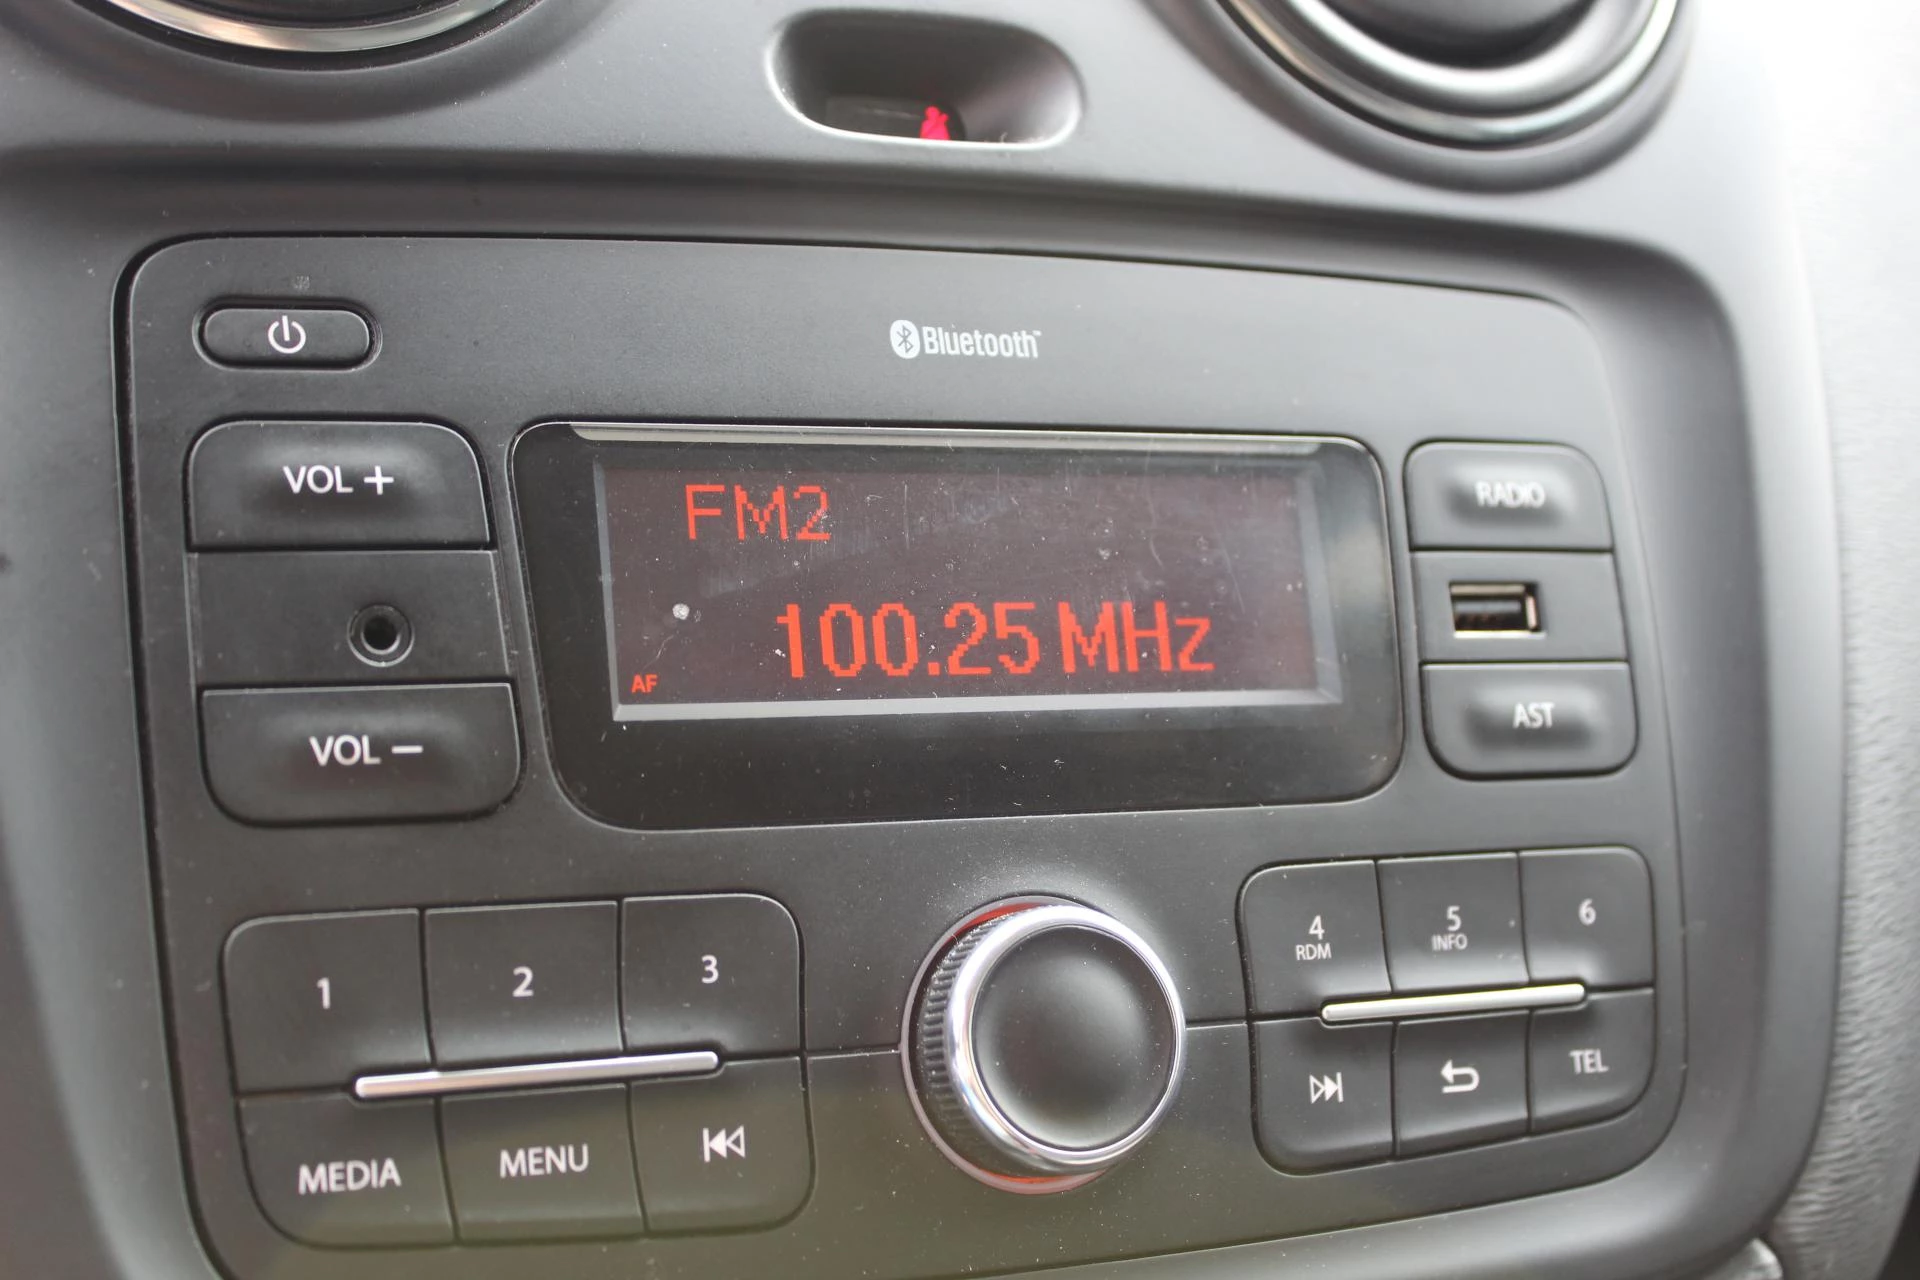 Bluetooth™
VOL +
FM2
RADIO
100.25 MHz
AF
VOL –
AST
1
2
3
4
RDM
5
INFO
6
MEDIA
MENU
TEL